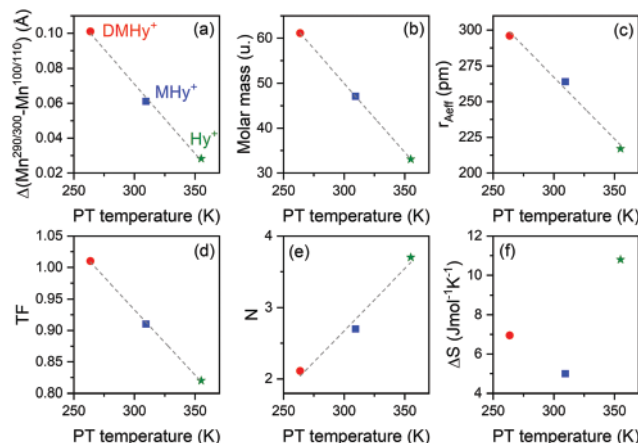 Δ(Mn²⁹⁰/³⁰⁰-Mn¹⁰⁰/¹¹⁰) (Å)
0.10
0.08
0.06
0.04
0.02
DMHy⁺
MHy⁺
Hy⁺
(a)
250 300 350
PT temperature (K)
Molar mass (u.)
60
50
40
30
(b)
250 300 350
PT temperature (K)
r_Aeff (pm)
300
275
250
225
200
(c)
250 300 350
PT temperature (K)
TF
1.05
1.00
0.95
0.90
0.85
0.80
(d)
250 300 350
PT temperature (K)
N
4
3
2
(e)
250 300 350
PT temperature (K)
ΔS (Jmol⁻¹K⁻¹)
12
10
8
6
4
(f)
250 300 350
PT temperature (K)